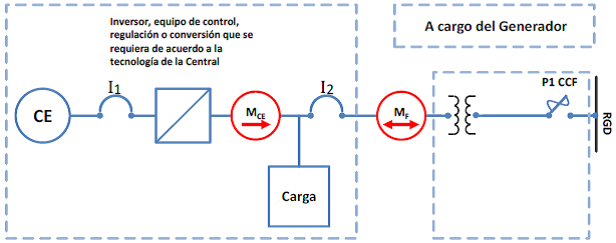 Inversor, equipo de control,
regulación o conversión que se
requiera de acuerdo a la
tecnología de la Central
A cargo del Generador
CE
I1
MCE
I2
MF
P1 CCF
RGD
Carga